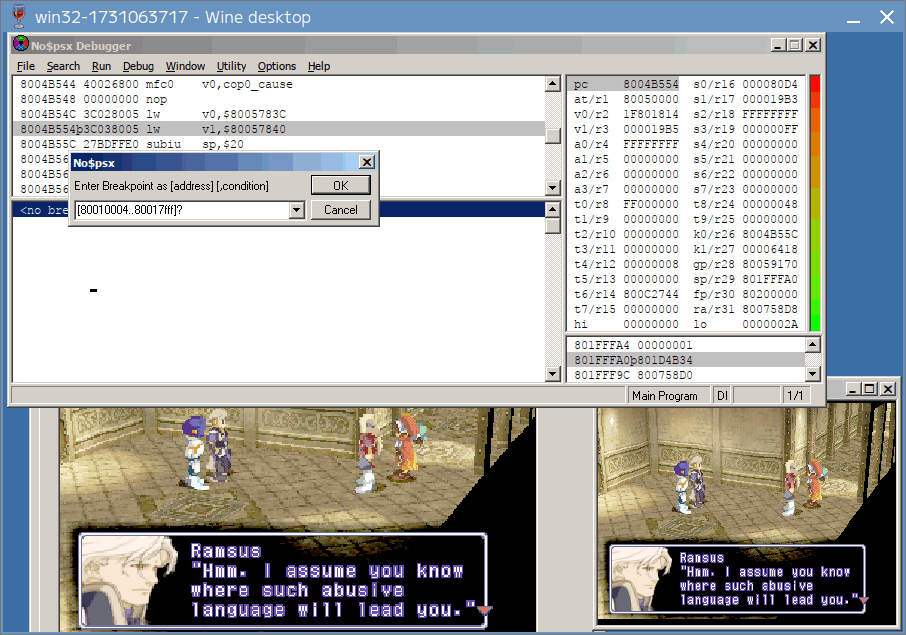 win32-1731063717 - Wine desktop
No$psx Debugger
File Search Run Debug Window Utility Options Help
8004B544 40026800 mfc0 v0,cop0_cause
8004B548 00000000 nop
8004B54C 3C028005 lw v0,$8005783C
8004B554þ3C038005 lw v1,$80057840
8004B55C 27BDFFE0 subiu sp,$20
8004B56
8004B56
8004B56
No$psx
Enter Breakpoint as [address] [,condition]
OK
[80010004..80017fff]?
Cancel
<no bre
pc 8004B554 s0/r16 000080D4
at/r1 80050000 s1/r17 000019B3
v0/r2 1F801814 s2/r18 FFFFFFFF
v1/r3 000019B5 s3/r19 000000FF
a0/r4 FFFFFFFF s4/r20 00000000
a1/r5 00000000 s5/r21 00000000
a2/r6 00000000 s6/r22 00000000
a3/r7 00000000 s7/r23 00000000
t0/r8 FF000000 t8/r24 00000048
t1/r9 00000000 t9/r25 00000000
t2/r10 00000000 k0/r26 8004B55C
t3/r11 00000000 k1/r27 00006418
t4/r12 00000008 gp/r28 80059170
t5/r13 00000000 sp/r29 801FFFA0
t6/r14 800C2744 fp/r30 80200000
t7/r15 00000000 ra/r31 800758D8
hi 00000000 lo 0000002A
801FFFA4 00000001
801FFFA0þ801D4B34
801FFF9C 800758D0
Main Program DI 1/1
Ramsus
"Hmm. I assume you know
where such abusive
language will lead you."
Ramsus
"Hmm. I assume you know
where such abusive
language will lead you."